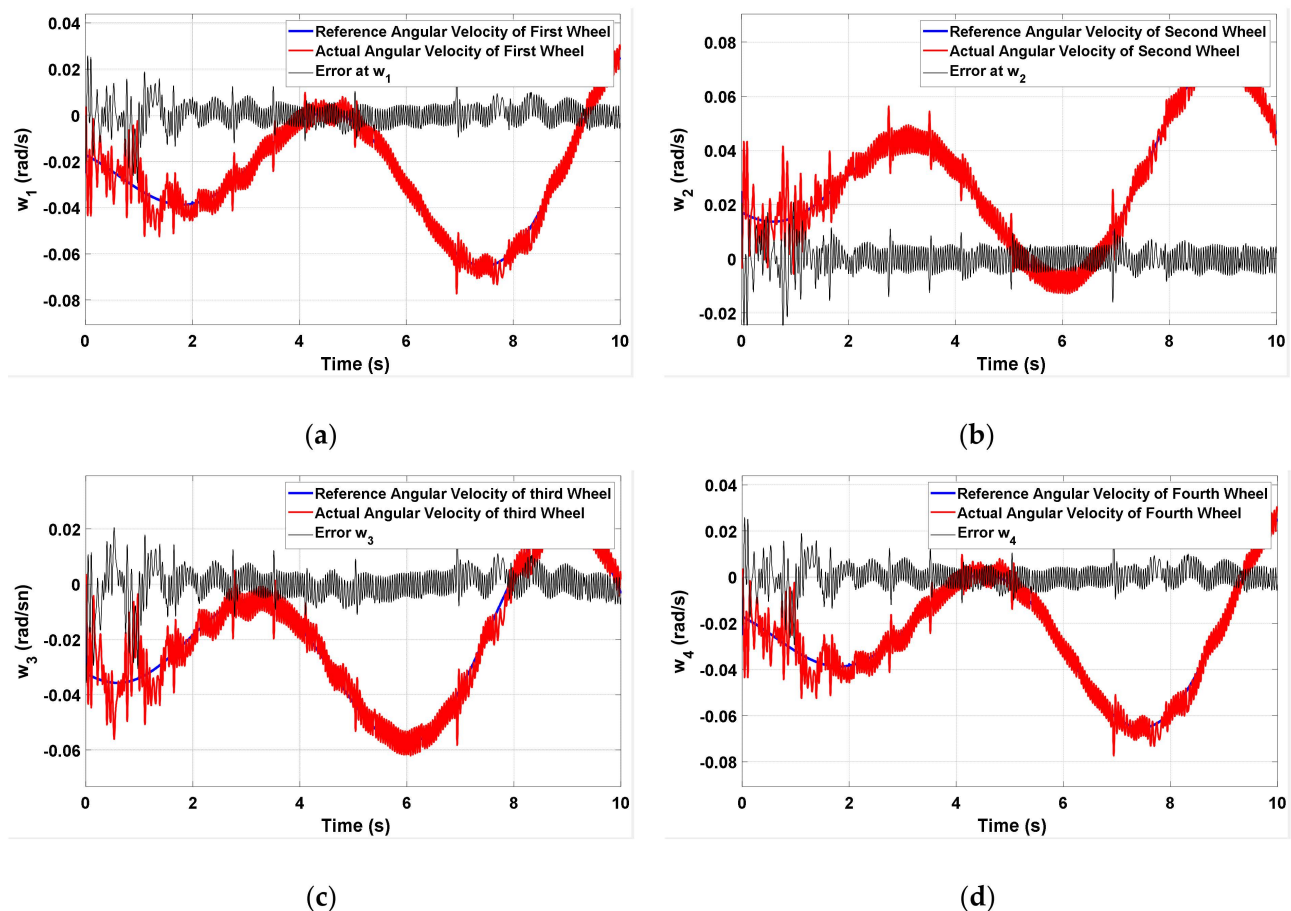 0.04
0.02
0
-0.02
-0.04
-0.06
-0.08
w1 (rad/s)
Reference Angular Velocity of First Wheel
Actual Angular Velocity of First Wheel
Error at w1
0 2 4 6 8 10
Time (s)
(a)
0.08
0.06
0.04
0.02
0
-0.02
w2 (rad/s)
Reference Angular Velocity of Second Wheel
Actual Angular Velocity of Second Wheel
Error at w2
0 2 4 6 8 10
Time (s)
(b)
0.02
0
-0.02
-0.04
-0.06
w3 (rad/sn)
Reference Angular Velocity of third Wheel
Actual Angular Velocity of third Wheel
Error w3
0 2 4 6 8 10
Time (s)
(c)
0.04
0.02
0
-0.02
-0.04
-0.06
-0.08
w4 (rad/s)
Reference Angular Velocity of Fourth Wheel
Actual Angular Velocity of Fourth Wheel
Error w4
0 2 4 6 8 10
Time (s)
(d)